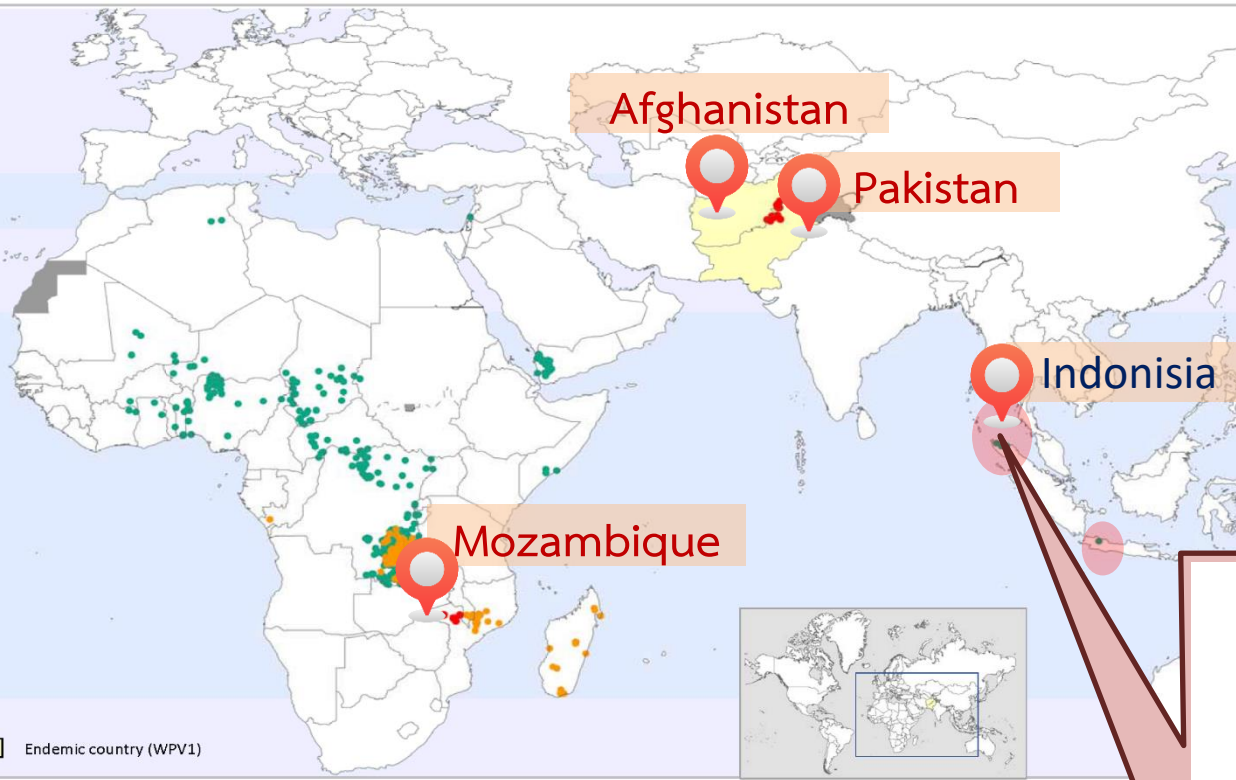 Afghanistan
Pakistan
Indonisia
Mozambique
Endemic country (WPV1)